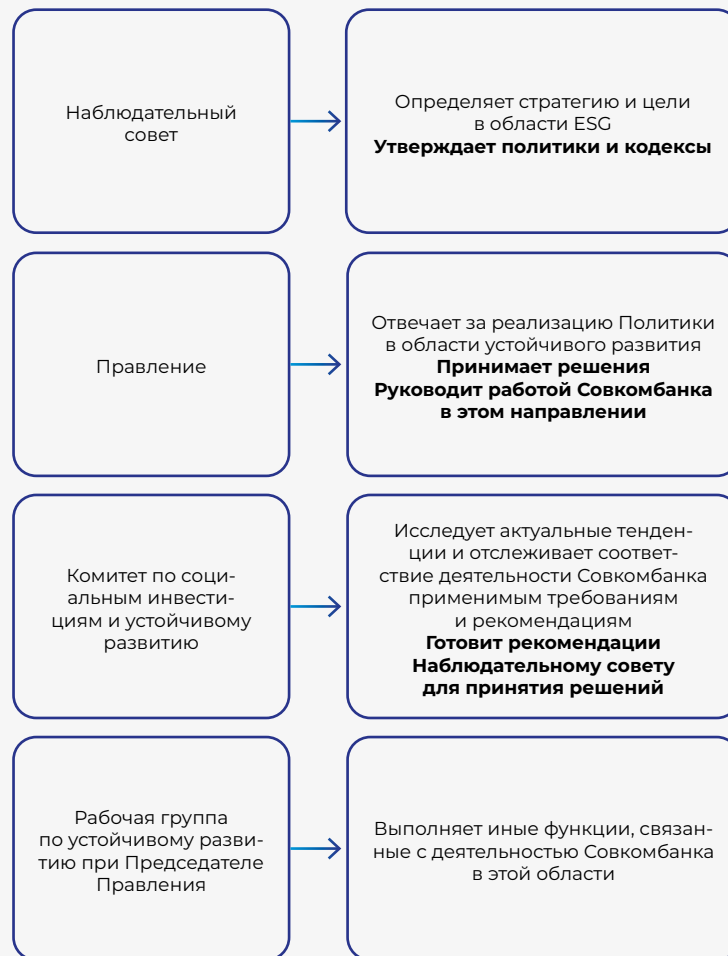 Наблюдательный
совет
Определяет стратегию и цели
в области ESG
Утверждает политики и кодексы
Правление
Отвечает за реализацию Политики
в области устойчивого развития
Принимает решения
Руководит работой Совкомбанка
в этом направлении
Комитет по соци-
альным инвести-
циям и устойчивому
развитию
Исследует актуальные тенден-
ции и отслеживает соответ-
ствие деятельности Совкомбанка
применимым требованиям
и рекомендациям
Готовит рекомендации
Наблюдательному совету
для принятия решений
Рабочая группа
по устойчивому разви-
тию при Председателе
Правления
Выполняет иные функции, связан-
ные с деятельностью Совкомбанка
в этой области